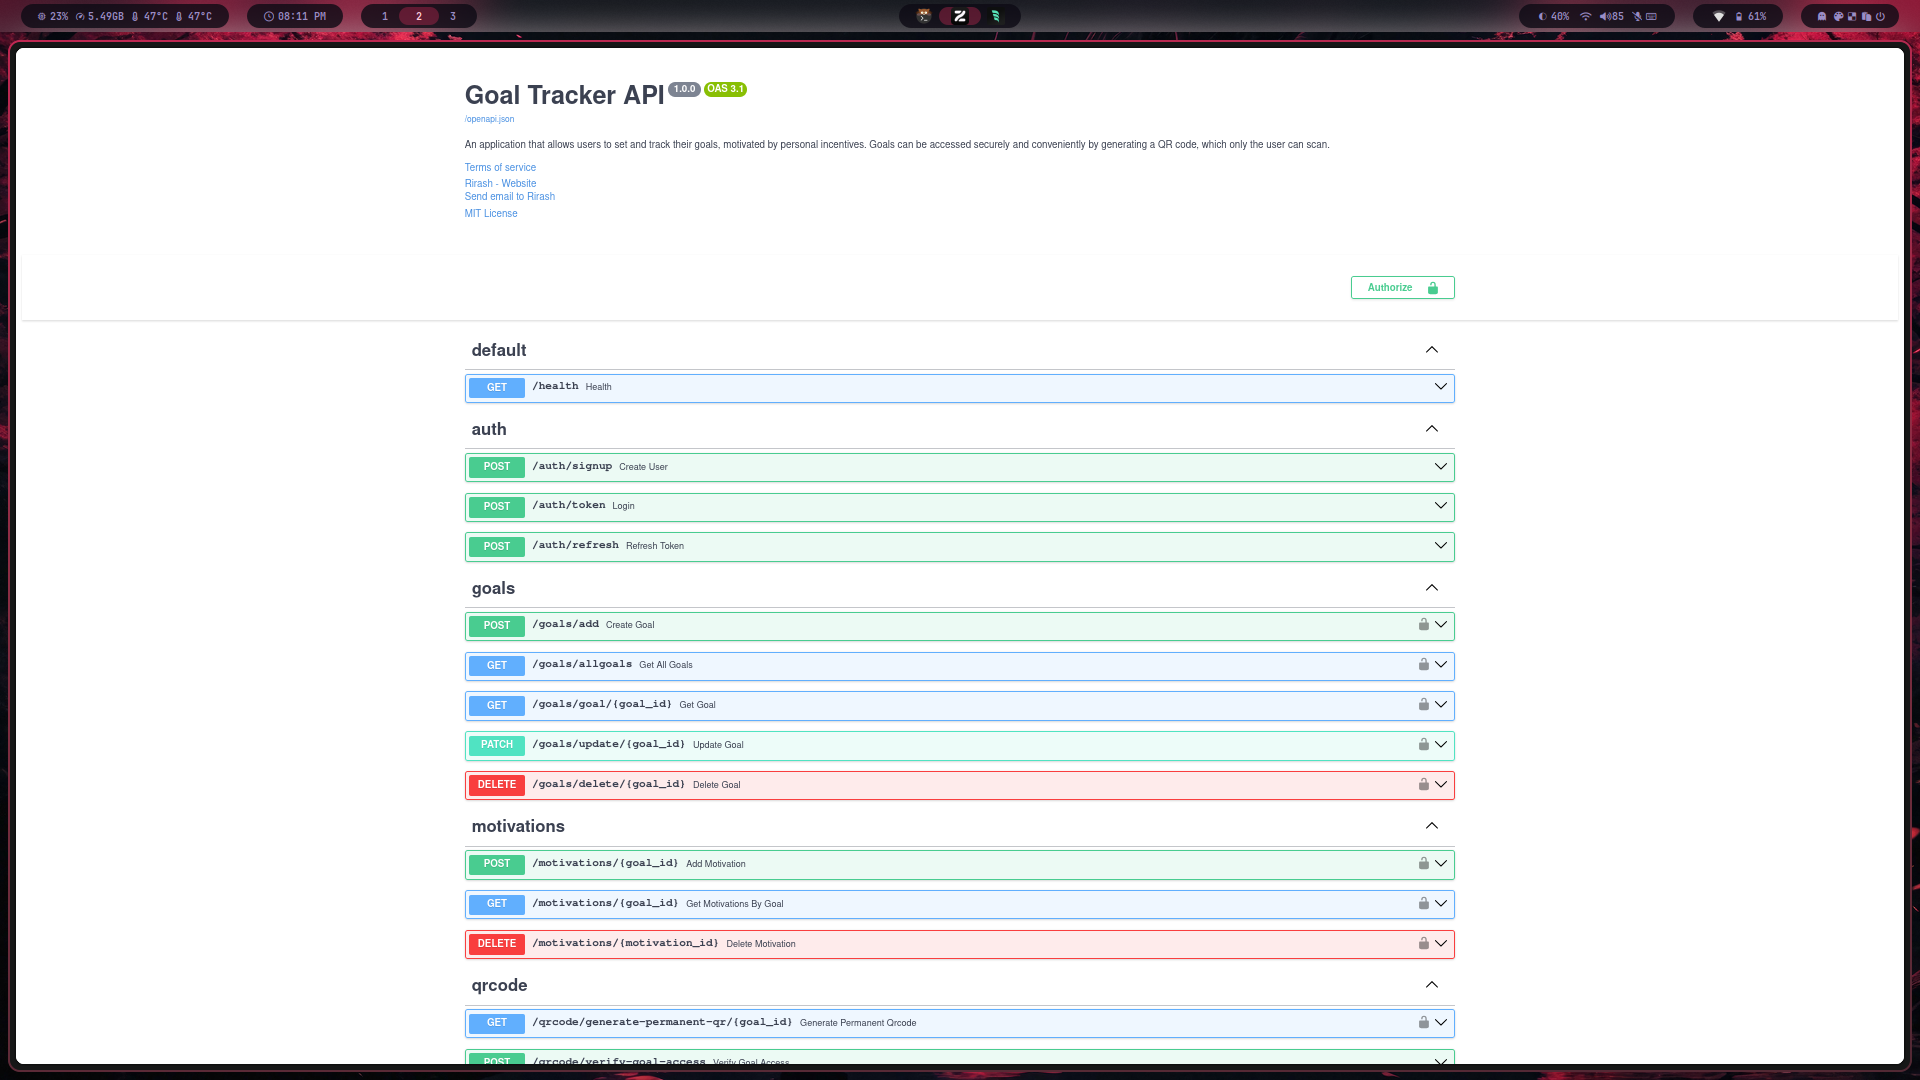 23% 5.49GB 47°C 47°C 08:11 PM 1 2 3 40% 85 61%
Goal Tracker API 1.0.0 OAS 3.1
/openapi.json
An application that allows users to set and track their goals, motivated by personal incentives. Goals can be accessed securely and conveniently by generating a QR code, which only the user can scan.
Terms of service
Rirash - Website
Send email to Rirash
MIT License
Authorize
default
GET /health Health
auth
POST /auth/signup Create User
POST /auth/token Login
POST /auth/refresh Refresh Token
goals
POST /goals/add Create Goal
GET /goals/allgoals Get All Goals
GET /goals/goal/{goal_id} Get Goal
PATCH /goals/update/{goal_id} Update Goal
DELETE /goals/delete/{goal_id} Delete Goal
motivations
POST /motivations/{goal_id} Add Motivation
GET /motivations/{goal_id} Get Motivations By Goal
DELETE /motivations/{motivation_id} Delete Motivation
qrcode
GET /qrcode/generate-permanent-qr/{goal_id} Generate Permanent Qrcode
POST /qrcode/verify-goal-access Verify Goal Access